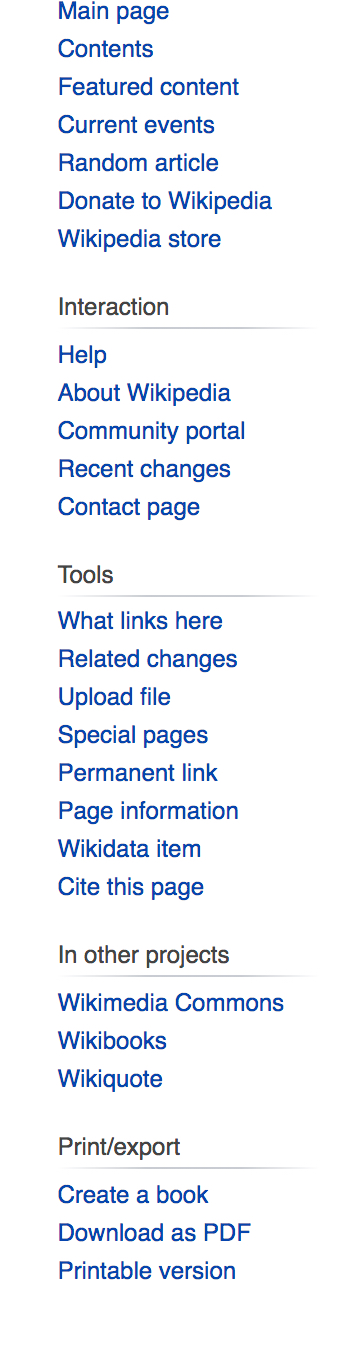 Main page
Contents
Featured content
Current events
Random article
Donate to Wikipedia
Wikipedia store
Interaction
Help
About Wikipedia
Community portal
Recent changes
Contact page
Tools
What links here
Related changes
Upload file
Special pages
Permanent link
Page information
Wikidata item
Cite this page
In other projects
Wikimedia Commons
Wikibooks
Wikiquote
Print/export
Create a book
Download as PDF
Printable version